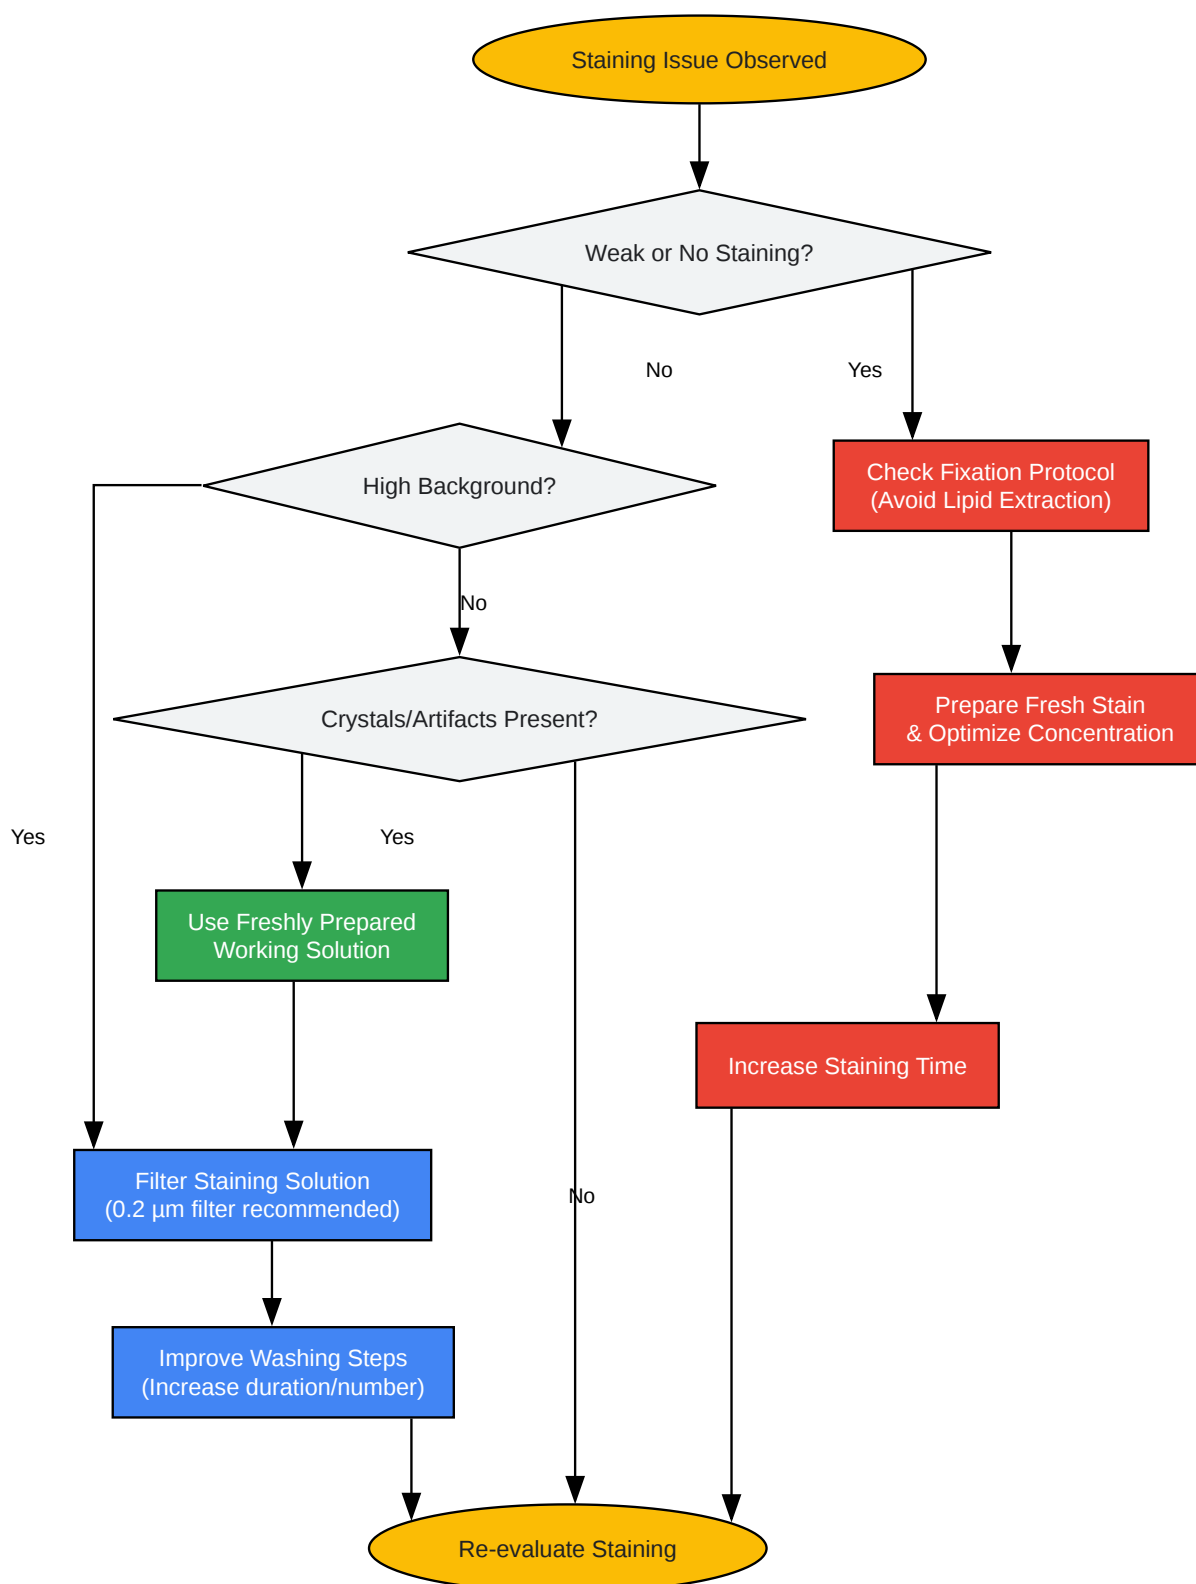 Staining Issue Observed
Weak or No Staining?
No
Yes
High Background?
Check Fixation Protocol
(Avoid Lipid Extraction)
No
Crystals/Artifacts Present?
Prepare Fresh Stain
& Optimize Concentration
Yes
Yes
Use Freshly Prepared
Working Solution
Increase Staining Time
Filter Staining Solution
(0.2 µm filter recommended)
No
Improve Washing Steps
(Increase duration/number)
Re-evaluate Staining